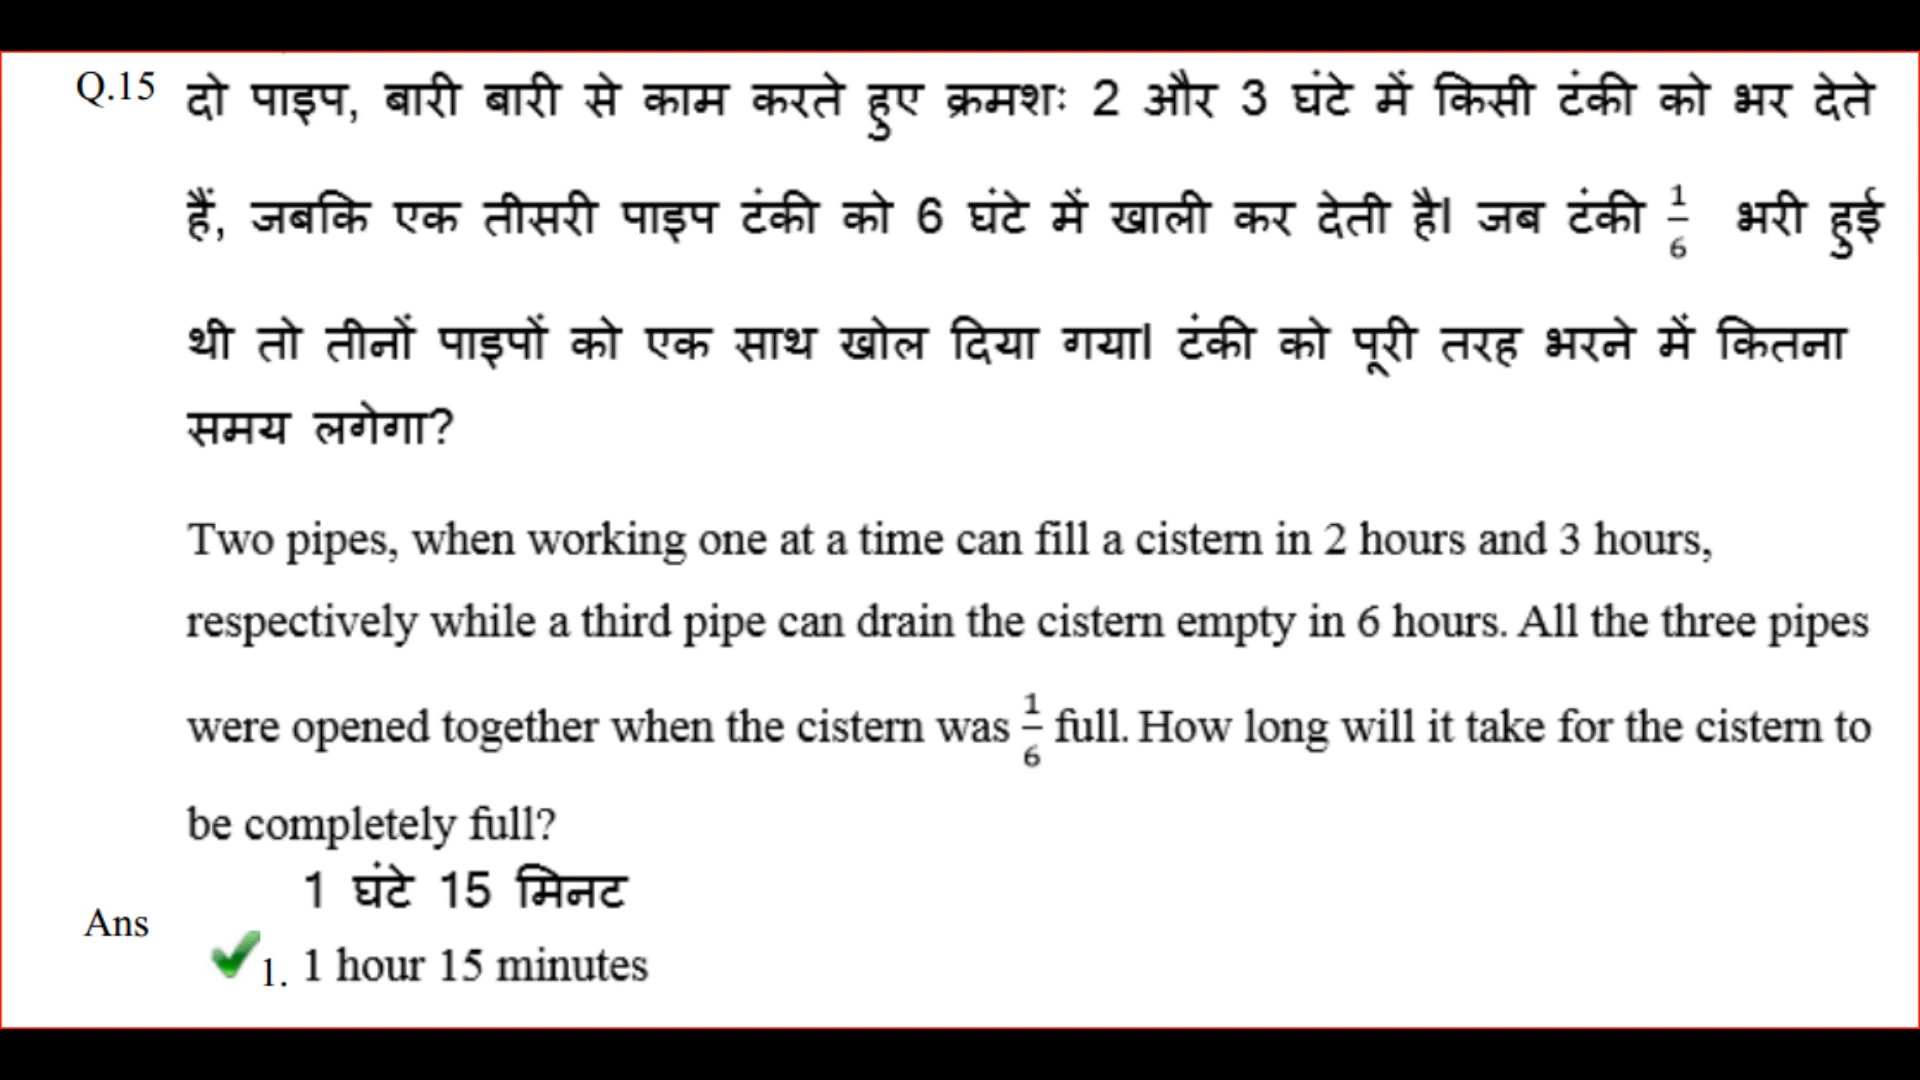 Q.15 दो पाइप, बारी बारी से काम करते हुए क्रमशः 2 और 3 घंटे में किसी टंकी को भर देते
हैं, जबकि एक तीसरी पाइप टंकी को 6 घंटे में खाली कर देती है। जब टंकी 1/6 भरी हुई
थी तो तीनों पाइपों को एक साथ खोल दिया गया। टंकी को पूरी तरह भरने में कितना
समय लगेगा?
Two pipes, when working one at a time can fill a cistern in 2 hours and 3 hours,
respectively while a third pipe can drain the cistern empty in 6 hours. All the three pipes
were opened together when the cistern was 1/6 full. How long will it take for the cistern to
be completely full?
1 घंटे 15 मिनट
Ans
1. 1 hour 15 minutes